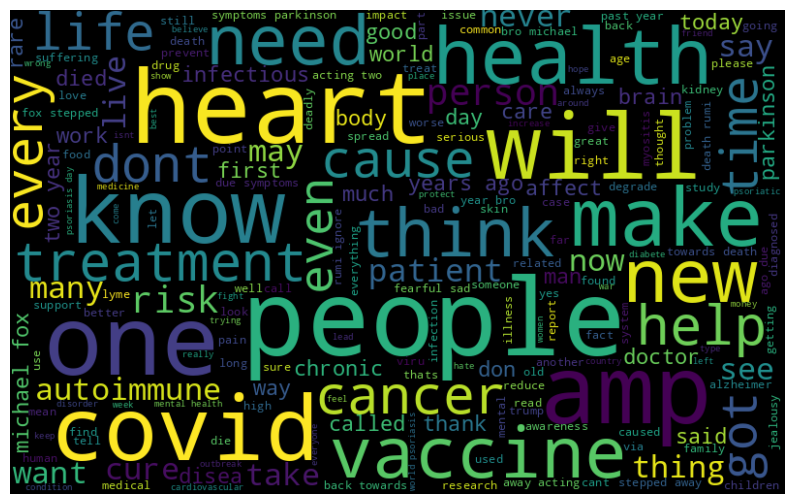 life
need
never
symptoms parkinson
impact
issue
bro michael
past year
back
going
still
believe
death
part
common
age
please
friend
good
world
today
say
rare
suffering
drug
prevent
wrong
show
treat
hope
kidney
health
died
infectious
acting two
place
always
around
fox stepped
love
live
heart
deadly
person
brain
body
care
worse
serious
increase
give
thought
myositis
problem
death rumi
time
parkinson
every
work
isnt
best
point
spread
day
great
right
will
two year
food
dont
first
may
cause
years ago
affect
degrade
study
psoriatic
medicine
due symptoms
protect
much
year bro
case
psoriasis day
come
let
know
even
bad
skin
think
make
far
towards death
diagnosed
rumi ignore
everything
related
now
diabete
ago due
treatment
patient
man
found
war
new
many
lyme
well
call
fearful sad
someone
yes
women
report
system
money
support
fight
look
risk
people
infection
illness
fact
help
michael fox
better
trying
pain
lead
viru
don
doctor
getting
use
really
long
sure
hate
thats
chronic
old
another
country
type
left
one
autoimmune
way
feel
cancer
reduce
amp
see
alzheimer
mean
disorder
week
mental health
high
called
thank
read
mental
trump
said
caused
got
jealousy
covid
find
tell
die
everyone
world psoriasis
vaccine
used
awareness
via
family
thing
want
keep
human
cure
outbreak
disea
take
condition
medical
cardiovascular
back towards
research
away acting
cant stepped away
children